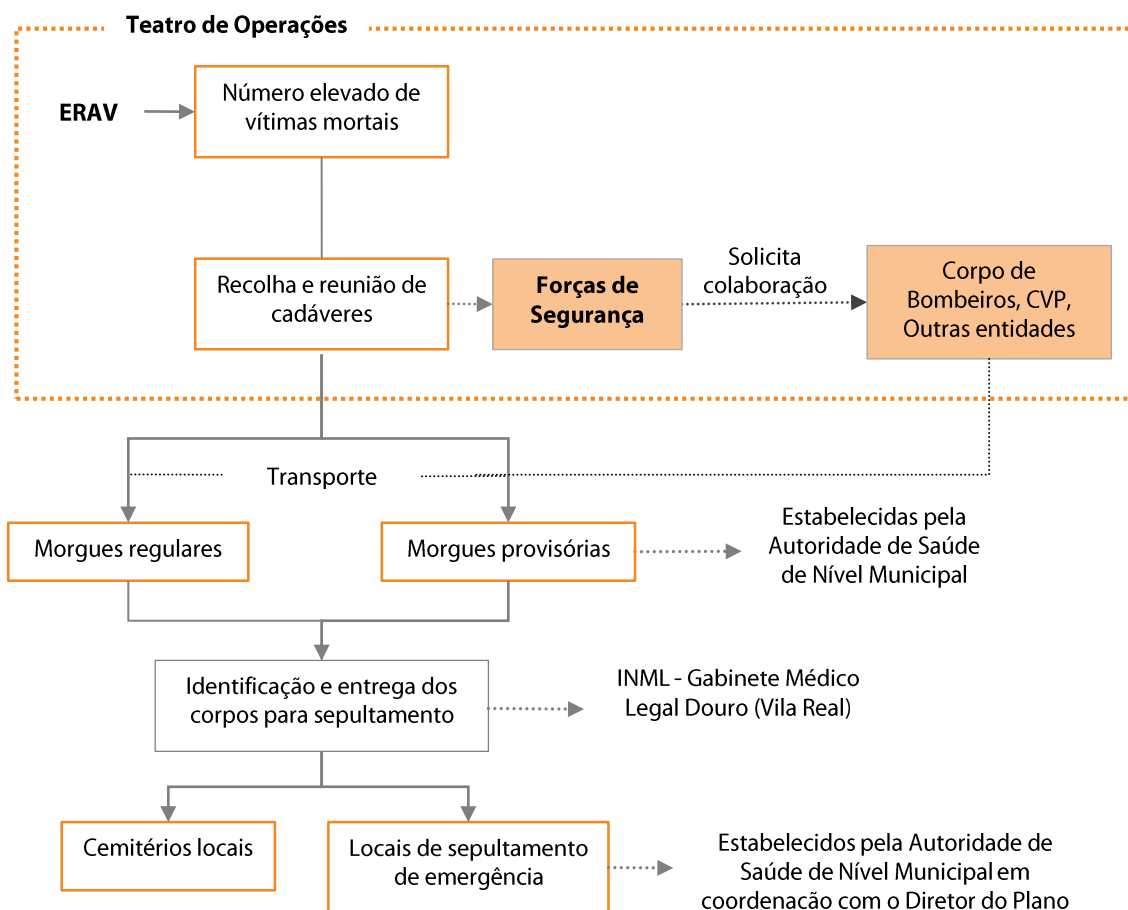 Teatro de Operações
ERAV
Número elevado de
vítimas mortais
Recolha e reunião de
cadáveres
Forças de
Segurança
Solicita
colaboração
Corpo de
Bombeiros, CVP,
Outras entidades
Transporte
Morgues regulares
Morgues provisórias
Estabelecidas pela
Autoridade de Saúde
de Nível Municipal
Identificação e entrega dos
corpos para sepultamento
INML - Gabinete Médico
Legal Douro (Vila Real)
Cemitérios locais
Locais de sepultamento
de emergência
Estabelecidos pela Autoridade de
Saúde de Nível Municipal em
coordenação com o Diretor do Plano